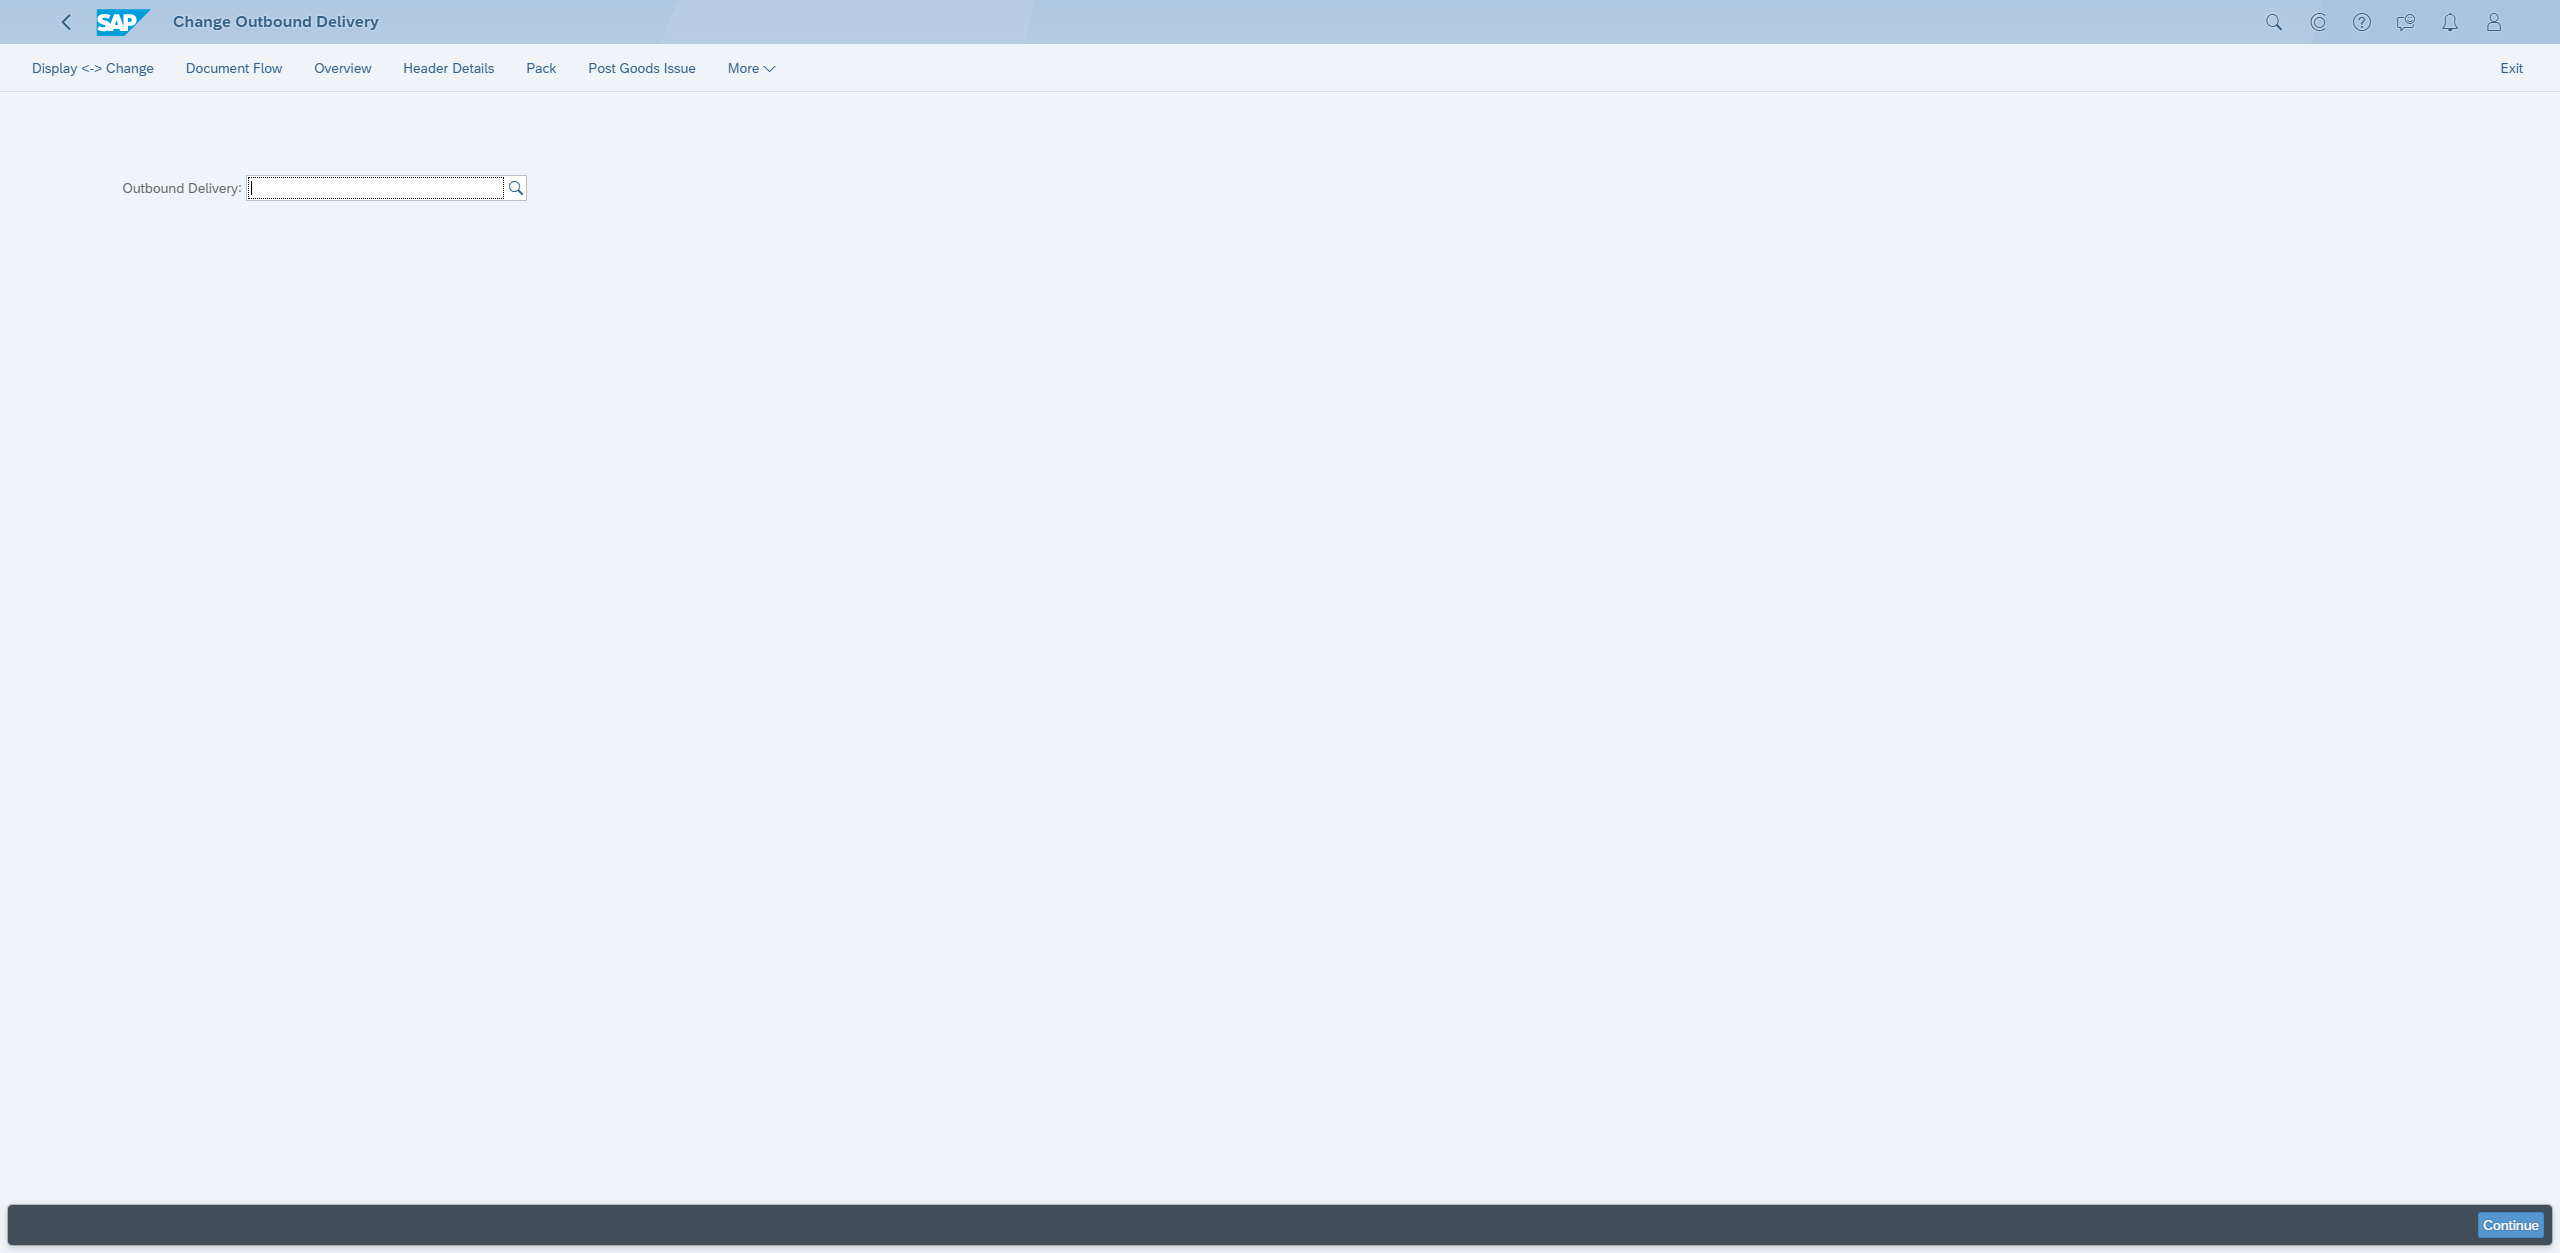 SAP Change Outbound Delivery
Display <-> Change Document Flow Overview Header Details Pack Post Goods Issue More Exit
Outbound Delivery:
Continue